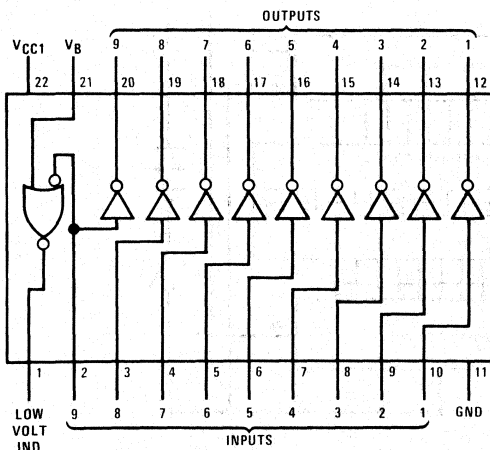 OUTPUTS
VCC1 VB 9 8 7 6 5 4 3 2 1
22 21 20 19 18 17 16 15 14 13 12
1 2 3 4 5 6 7 8 9 10 11
LOW 9 8 7 6 5 4 3 2 1 GND
VOLT INPUTS
IND